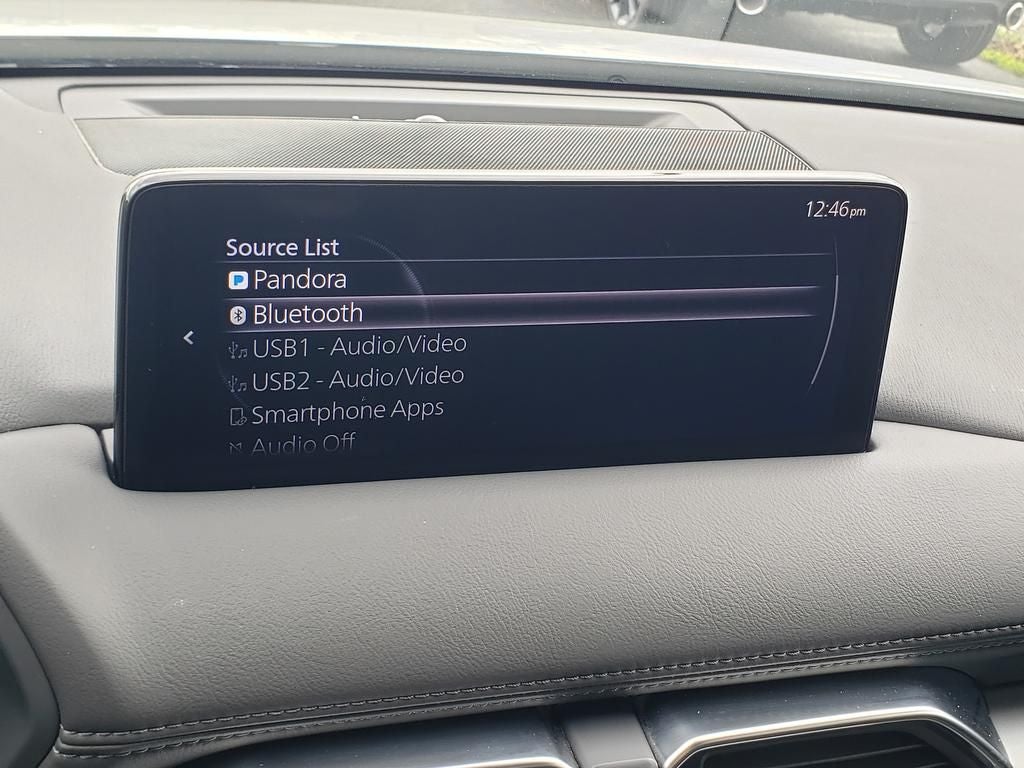 12:46pm
Source List
Pandora
Bluetooth
USB1 - Audio/Video
USB2 - Audio/Video
Smartphone Apps
Audio Off